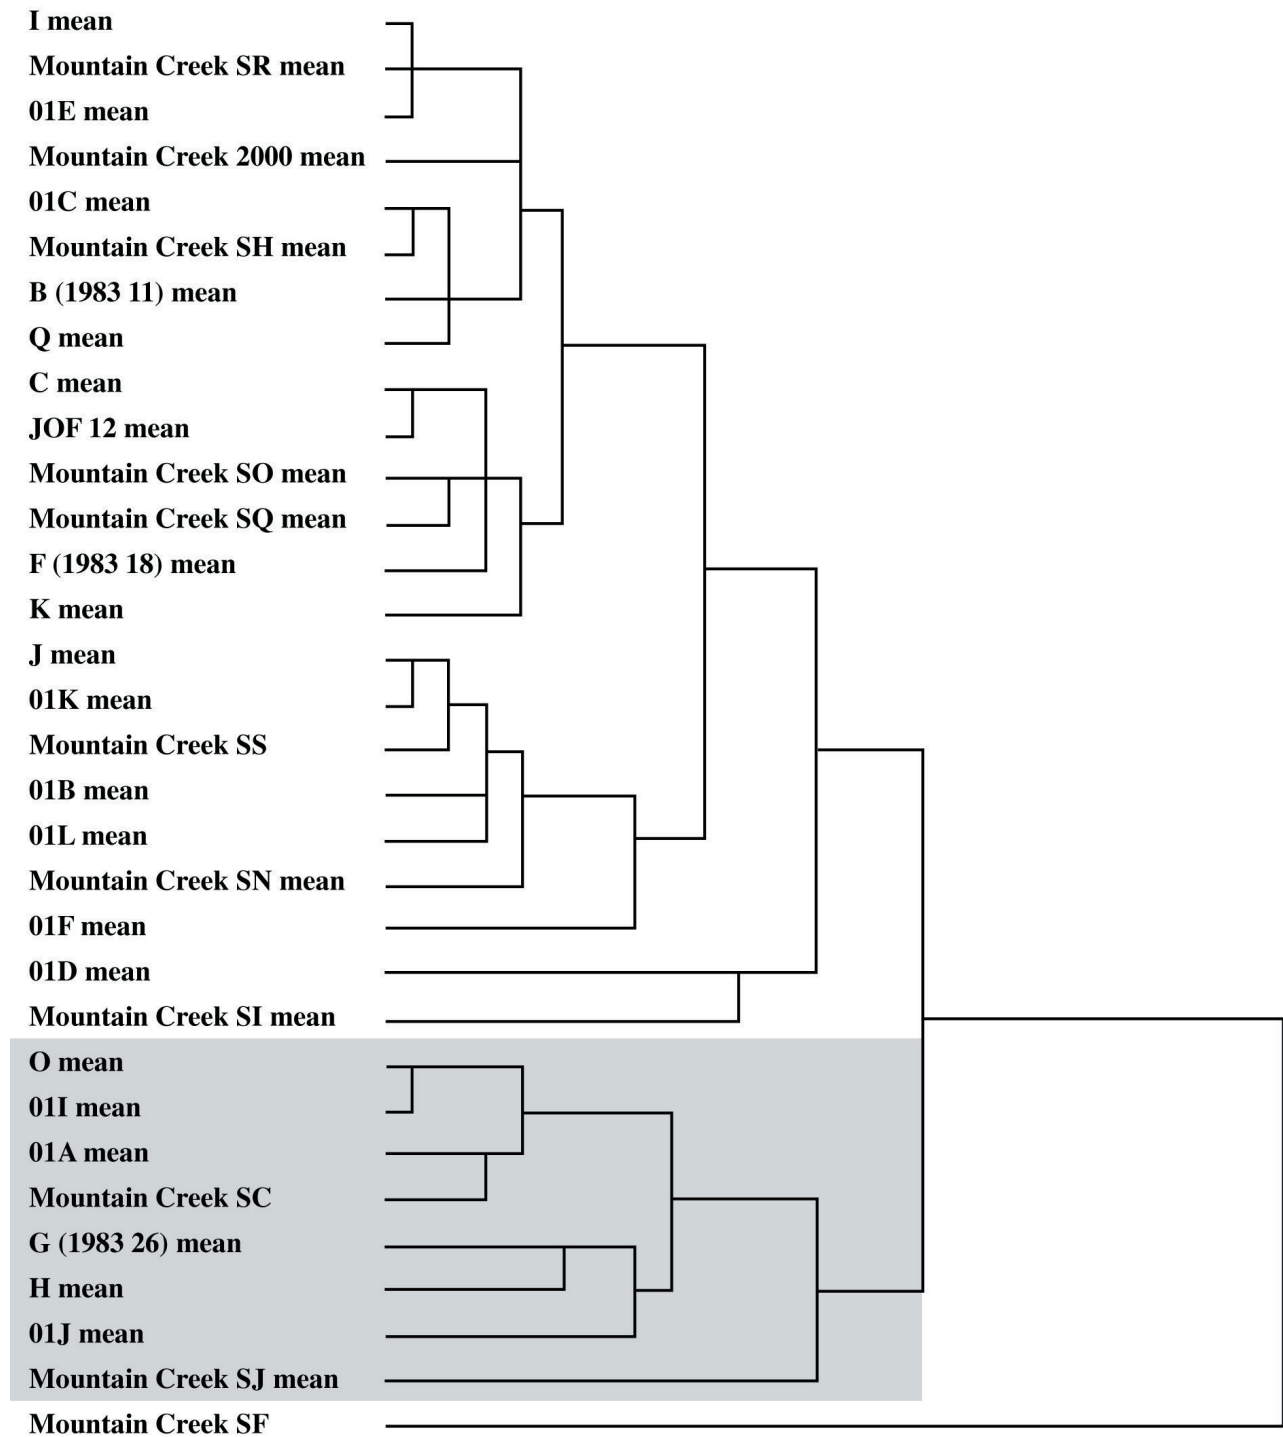 I mean
Mountain Creek SR mean
01E mean
Mountain Creek 2000 mean
01C mean
Mountain Creek SH mean
B (1983 11) mean
Q mean
C mean
JOF 12 mean
Mountain Creek SO mean
Mountain Creek SQ mean
F (1983 18) mean
K mean
J mean
01K mean
Mountain Creek SS
01B mean
01L mean
Mountain Creek SN mean
01F mean
01D mean
Mountain Creek SI mean
O mean
01I mean
01A mean
Mountain Creek SC
G (1983 26) mean
H mean
01J mean
Mountain Creek SJ mean
Mountain Creek SF